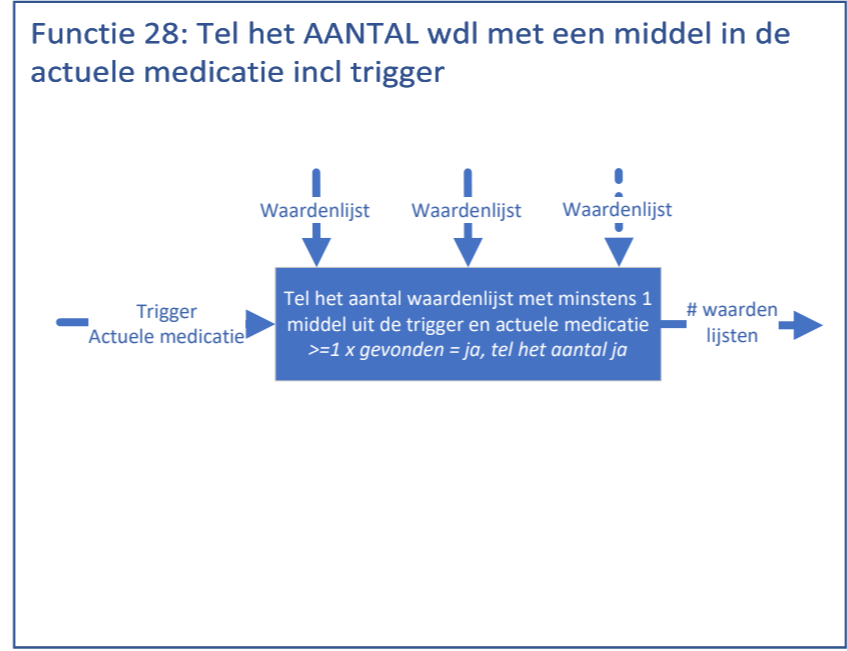 Functie 28: Tel het AANTAL wdl met een middel in de
actuele medicatie incl trigger
Waardenlijst
Waardenlijst
Waardenlijst
Trigger
Actuele medicatie
Tel het aantal waardenlijst met minstens 1
middel uit de trigger en actuele medicatie
>=1 x gevonden = ja, tel het aantal ja
# waarden
lijsten